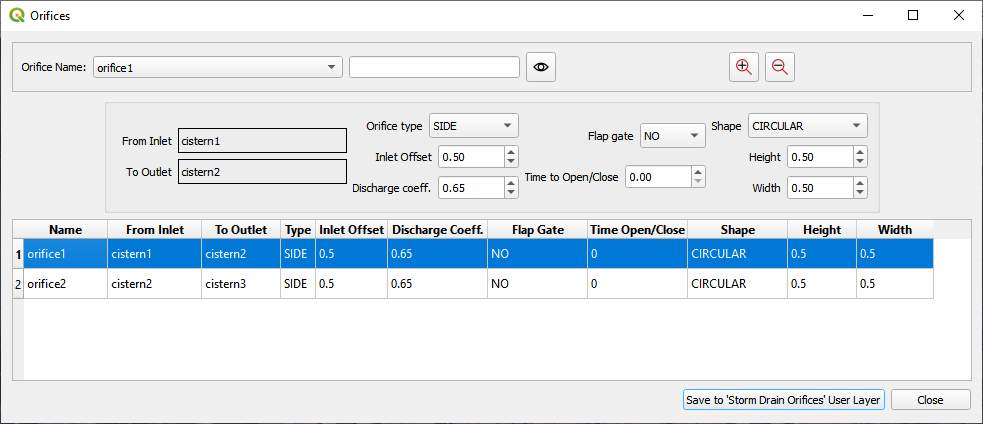 Orifices
Orifice Name: orifice1
Orifice type SIDE Flap gate NO Shape CIRCULAR
From Inlet cistern1
Inlet Offset 0.50 Height 0.50
To Outlet cistern2 Time to Open/Close 0.00
Discharge coeff. 0.65 Width 0.50
Name From Inlet To Outlet Type Inlet Offset Discharge Coeff. Flap Gate Time Open/Close Shape Height Width
1 orifice1 cistern1 cistern2 SIDE 0.5 0.65 NO 0 CIRCULAR 0.5 0.5
2 orifice2 cistern2 cistern3 SIDE 0.5 0.65 NO 0 CIRCULAR 0.5 0.5
Save to 'Storm Drain Orifices' User Layer Close